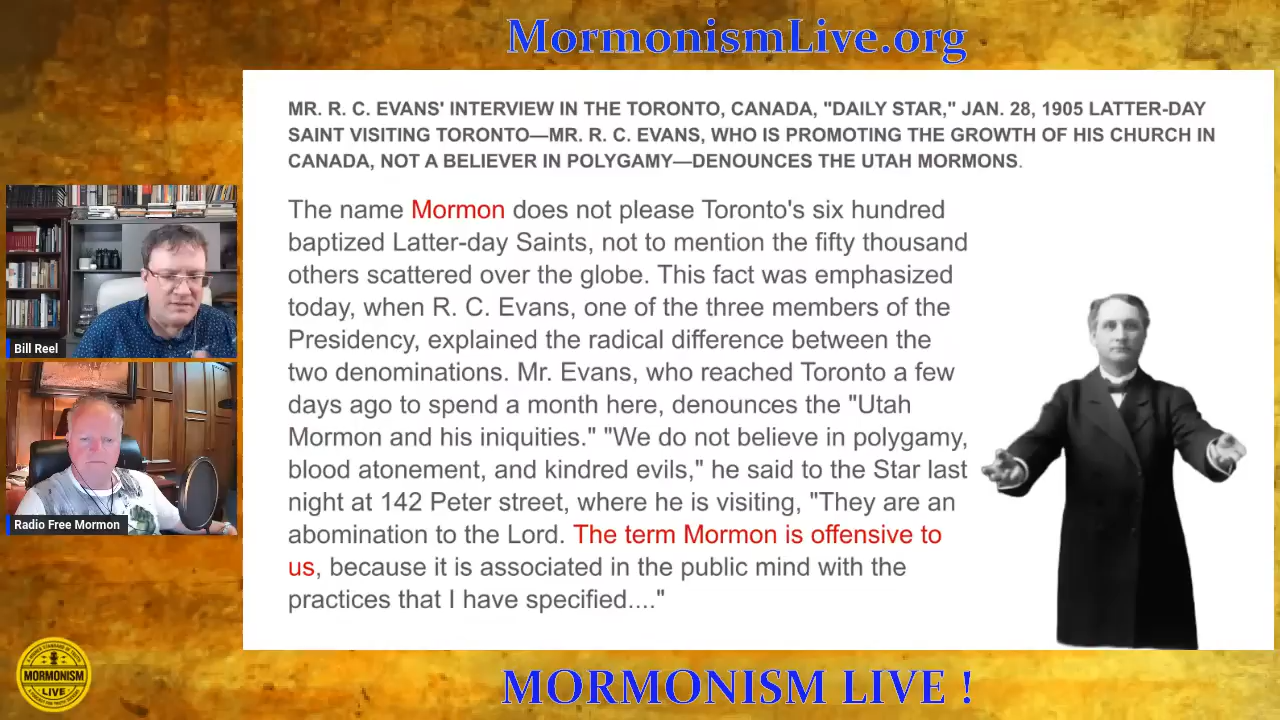 MormonismLive.org
MR. R. C. EVANS' INTERVIEW IN THE TORONTO, CANADA, "DAILY STAR," JAN. 28, 1905 LATTER-DAY
SAINT VISITING TORONTO—MR. R. C. EVANS, WHO IS PROMOTING THE GROWTH OF HIS CHURCH IN
CANADA, NOT A BELIEVER IN POLYGAMY—DENOUNCES THE UTAH MORMONS.
The name Mormon does not please Toronto's six hundred
baptized Latter-day Saints, not to mention the fifty thousand
others scattered over the globe. This fact was emphasized
today, when R. C. Evans, one of the three members of the
Presidency, explained the radical difference between the
two denominations. Mr. Evans, who reached Toronto a few
days ago to spend a month here, denounces the "Utah
Mormon and his iniquities." "We do not believe in polygamy,
blood atonement, and kindred evils," he said to the Star last
night at 142 Peter street, where he is visiting, "They are an
abomination to the Lord. The term Mormon is offensive to
us, because it is associated in the public mind with the
practices that I have specified...."
Bill Reel
Radio Free Mormon
MORMONISM
LIVE
MORMONISM LIVE !